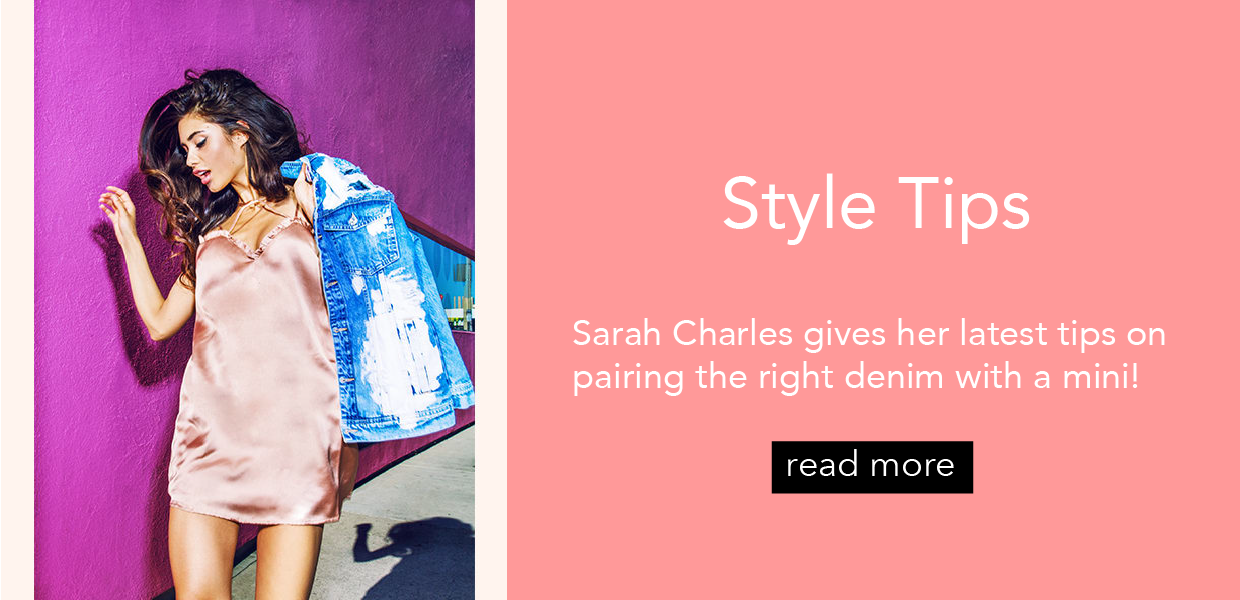 Style Tips
Sarah Charles gives her latest tips on
pairing the right denim with a mini!
read more